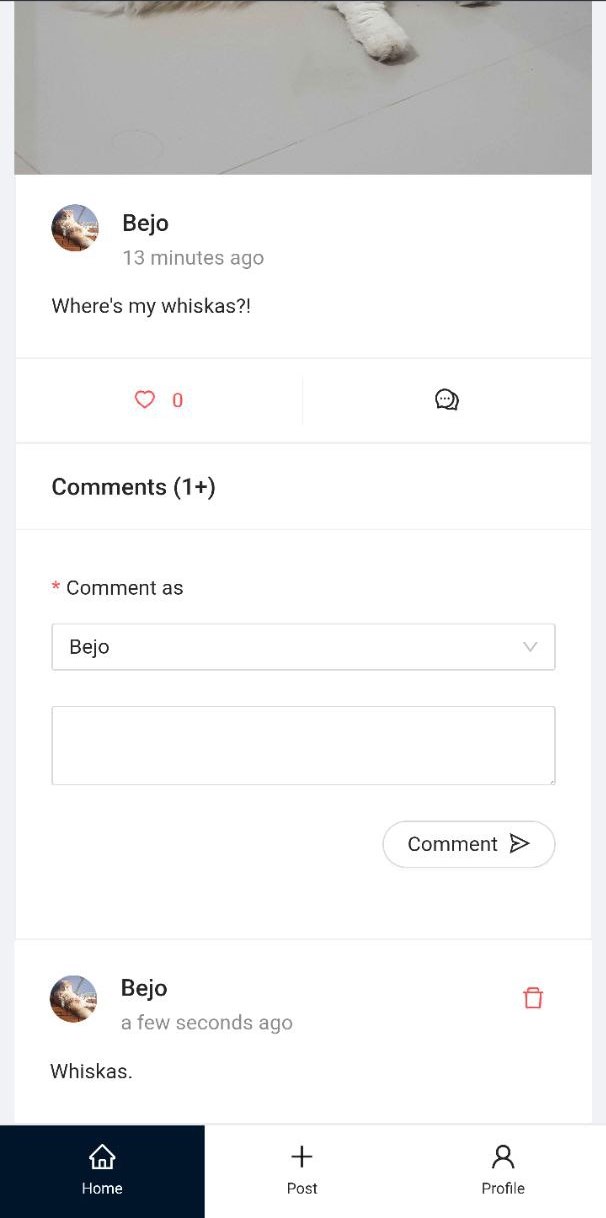 Bejo
13 minutes ago
Where's my whiskas?!
0
Comments (1+)
* Comment as
Bejo
Comment
Bejo
a few seconds ago
Whiskas.
Home
Post
Profile